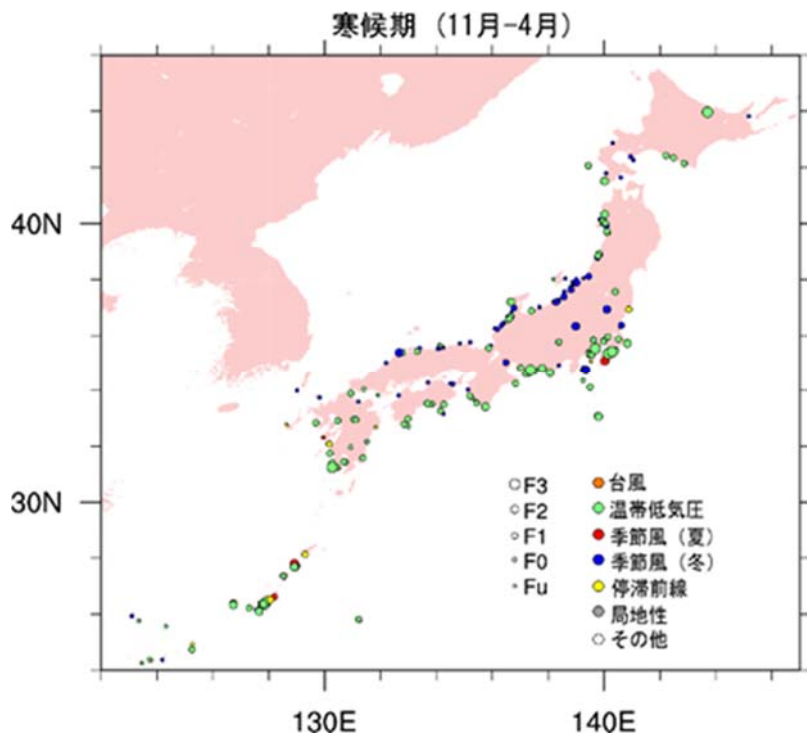 寒候期 (11月-4月)
40N
30N
F3
F2
F1
F0
Fu
台風
温帯低気圧
季節風（夏）
季節風（冬）
停滞前線
局地性
その他
130E
140E